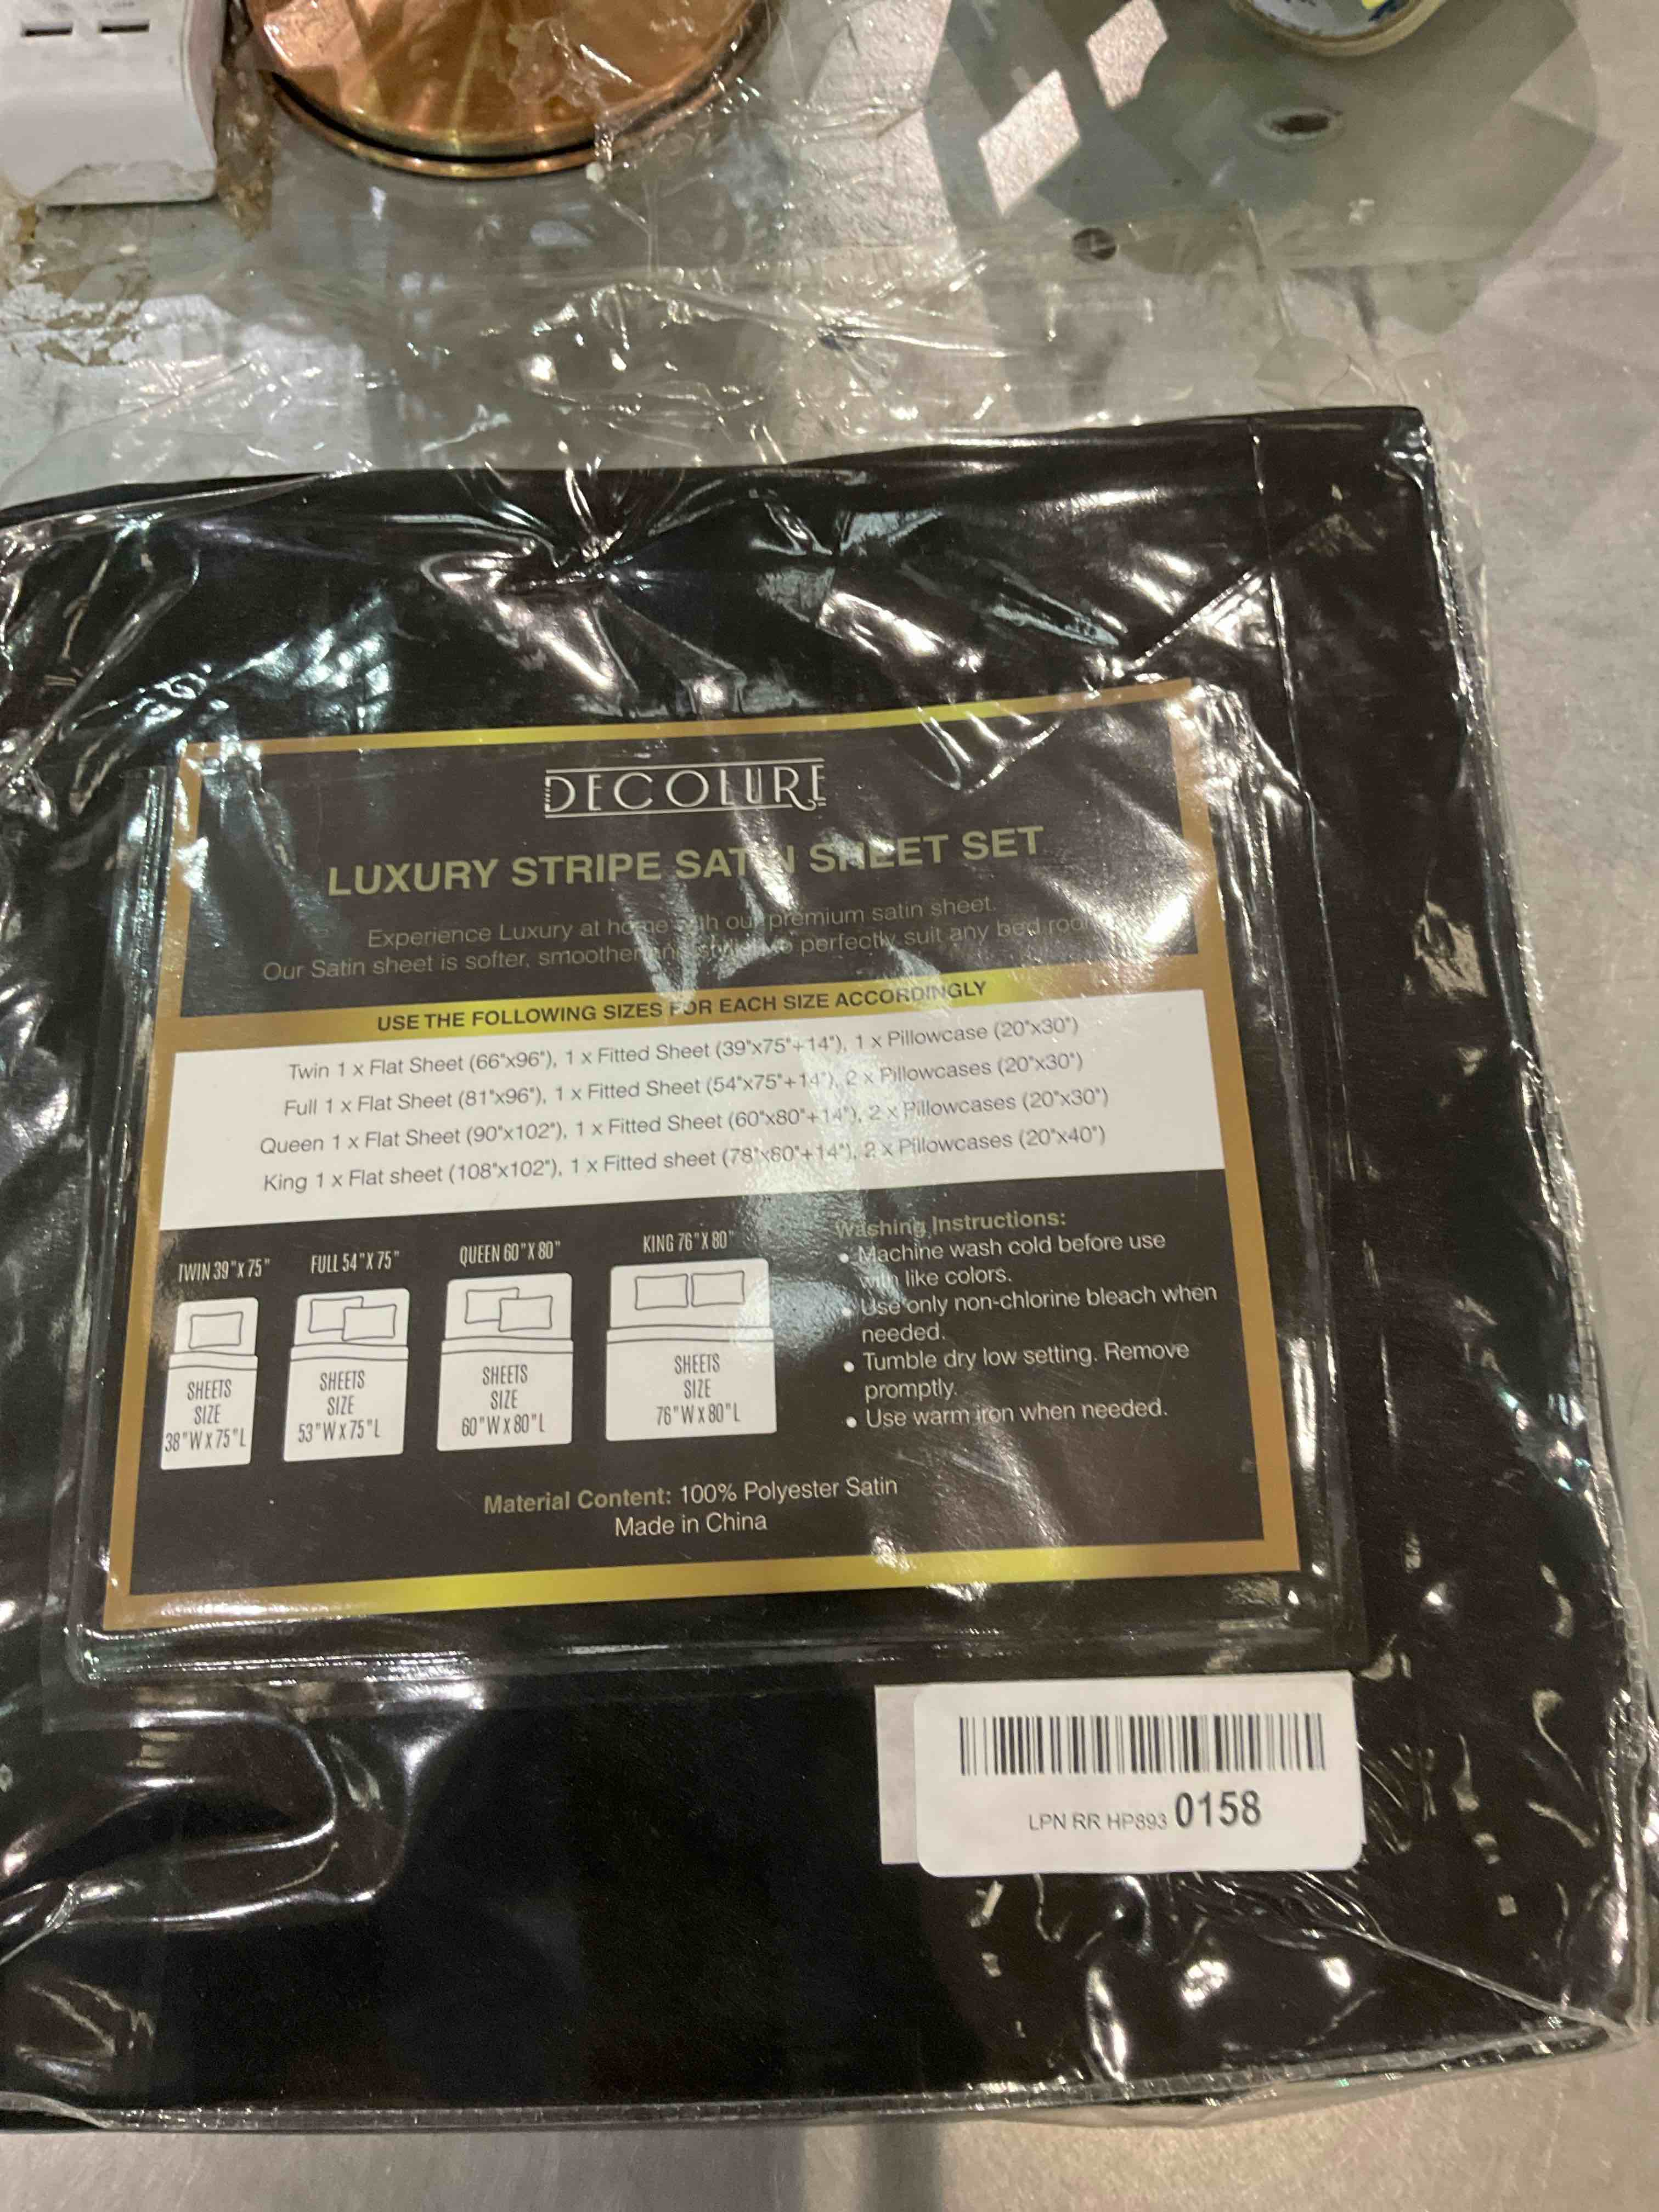 DECOLURE
LUXURY STRIPE SATIN SHEET SET
Experience Luxury at home with our premium satin sheet.
Our Satin sheet is softer, smoother perfectly suit any bed
USE THE FOLLOWING SIZES FOR EACH SIZE ACCORDINGLY
Twin 1 x Flat Sheet (66"x96"), 1 x Fitted Sheet (39"x75"+14"), 1 x Pillowcase (20"x30")
Full 1 x Flat Sheet (81"x96"), 1 x Fitted Sheet (54"x75"+14"), 2 x Pillowcases (20"x30")
Queen 1 x Flat Sheet (90"x102"), 1 x Fitted Sheet (60"x80"+14"), 2 x Pillowcases (20"x30")
King 1 x Flat sheet (108"x102"), 1 x Fitted sheet (78"x80"+14"), 2 x Pillowcases (20"x40")
TWIN 39"X 75"
SHEETS
SIZE
38"W X 75"L
FULL 54"X 75"
SHEETS
SIZE
53"W X 75"L
QUEEN 60"X 80"
SHEETS
SIZE
60"W X 80"L
KING 76"X 80"
SHEETS
SIZE
76"W X 80"L
Washing Instructions:
• Machine wash cold before use
with like colors.
• Use only non-chlorine bleach when
needed.
• Tumble dry low setting. Remove
promptly.
• Use warm iron when needed.
Material Content: 100% Polyester Satin
Made in China
LPN RR HP893 0158